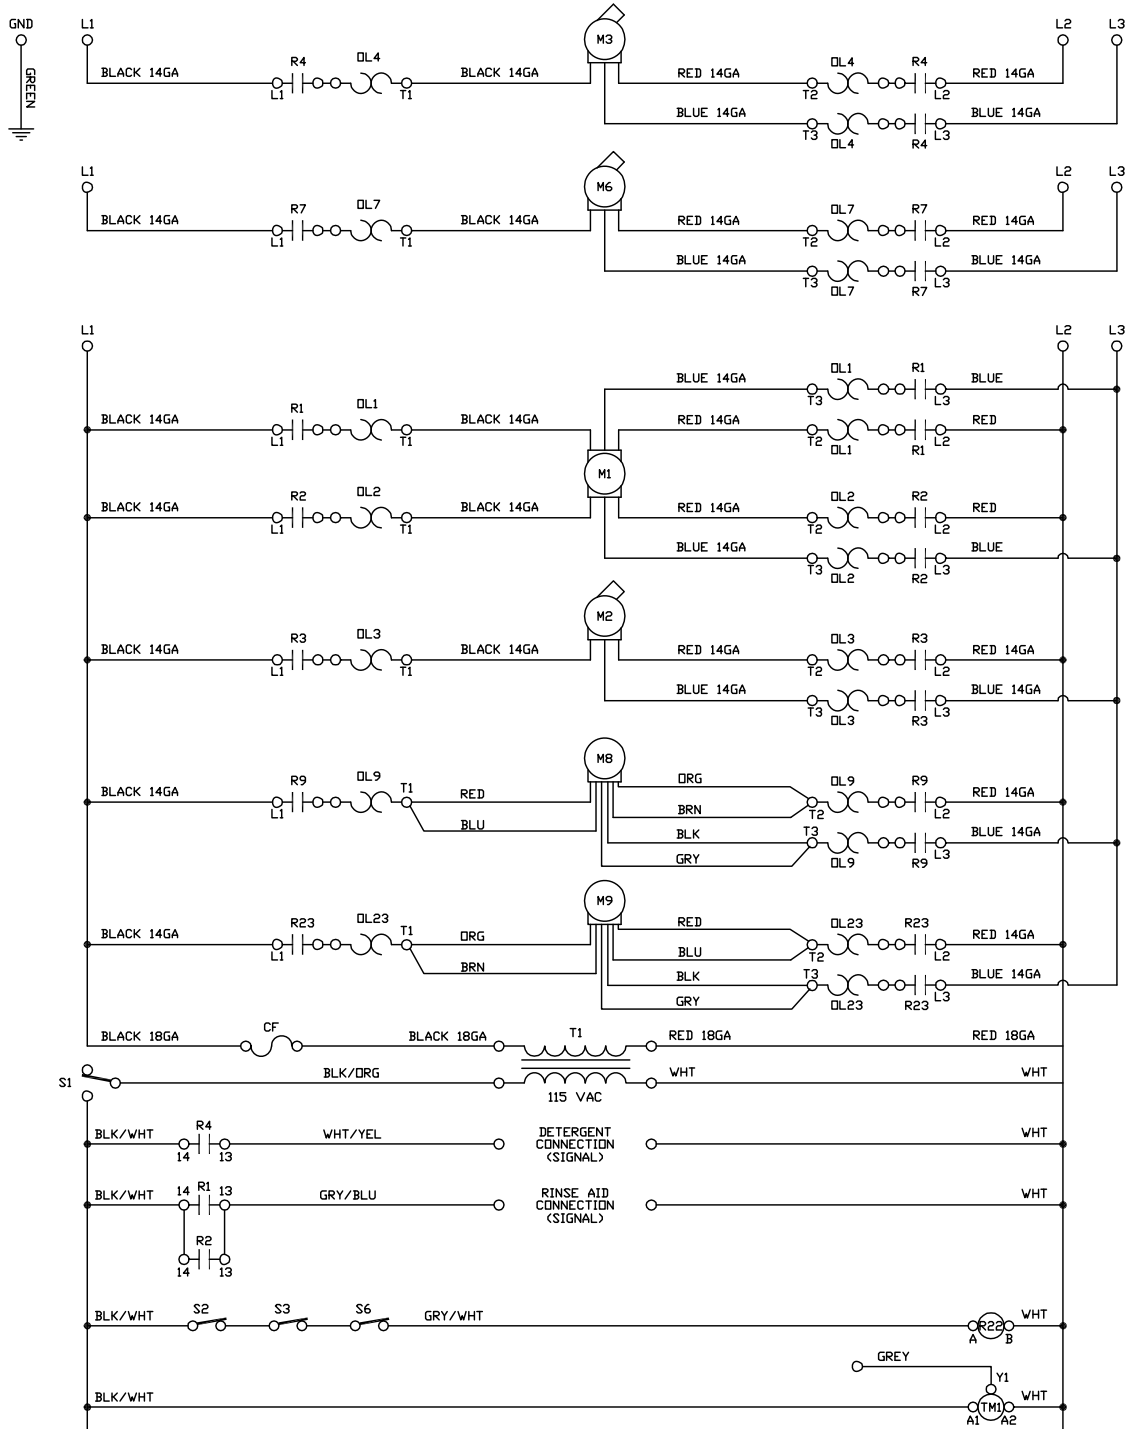 GND L1 M3 L2 L3
GREEN
BLACK 14GA R4 OL4 BLACK 14GA RED 14GA OL4 R4 RED 14GA
L1 T1 T2 L2
BLUE 14GA BLUE 14GA
T3 OL4 R4 L3
L1 M6 L2 L3
BLACK 14GA R7 OL7 BLACK 14GA RED 14GA OL7 R7 RED 14GA
L1 T1 T2 L2
BLUE 14GA BLUE 14GA
T3 OL7 R7 L3
L1 L2 L3
BLUE 14GA OL1 R1 BLUE
T3 L3
BLACK 14GA R1 OL1 BLACK 14GA RED 14GA RED
L1 T1 T2 OL1 R1 L2
M1
BLACK 14GA R2 OL2 BLACK 14GA RED 14GA OL2 R2 RED
L1 T1 T2 L2
BLUE 14GA BLUE
T3 OL2 R2 L3
M2
BLACK 14GA R3 OL3 BLACK 14GA RED 14GA OL3 R3 RED 14GA
L1 T1 T2 L2
BLUE 14GA BLUE 14GA
T3 OL3 R3 L3
M8
BLACK 14GA R9 OL9 T1 RED ORG OL9 R9 RED 14GA
L1 BLU BRN T2 L2
BLK T3 BLUE 14GA
GRY OL9 R9 L3
M9
BLACK 14GA R23 OL23 T1 ORG RED OL23 R23 RED 14GA
L1 BRN BLU T2 L2
BLK T3 BLUE 14GA
GRY OL23 R23 L3
BLACK 18GA CF BLACK 18GA T1 RED 18GA RED 18GA
S1 BLK/ORG WHT WHT
115 VAC
BLK/WHT R4 WHT/YEL DETERGENT WHT
14 13 CONNECTION
(SIGNAL)
BLK/WHT 14 R1 13 GRY/BLU RINSE AID WHT
CONNECTION
(SIGNAL)
R2
14 13
BLK/WHT S2 S3 S6 GRY/WHT WHT
A R22 B
GREY
Y1
BLK/WHT TM1 WHT
A1 A2